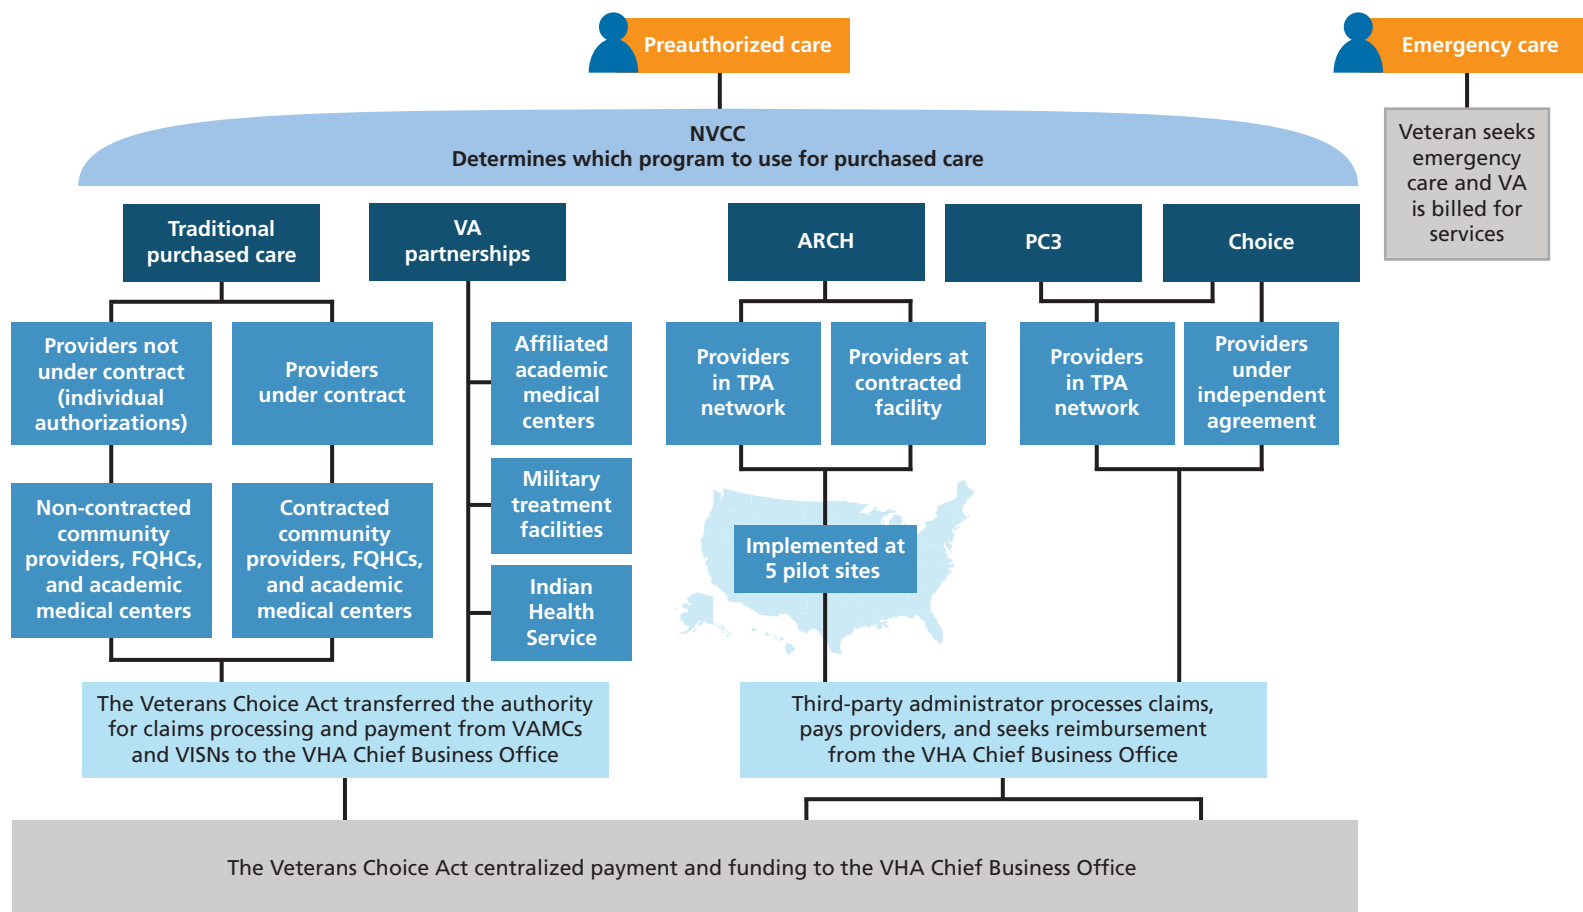 Preauthorized care
Emergency care
NVCC
Determines which program to use for purchased care
Veteran seeks
emergency
care and VA
is billed for
services
Traditional
purchased care
VA
partnerships
ARCH
PC3
Choice
Providers not
under contract
(individual
authorizations)
Providers
under contract
Affiliated
academic
medical
centers
Providers
in TPA
network
Providers at
contracted
facility
Providers
in TPA
network
Providers
under
independent
agreement
Non-contracted
community
providers, FQHCs,
and academic
medical centers
Contracted
community
providers, FQHCs,
and academic
medical centers
Military
treatment
facilities
Indian
Health
Service
Implemented at
5 pilot sites
The Veterans Choice Act transferred the authority
for claims processing and payment from VAMCs
and VISNs to the VHA Chief Business Office
Third-party administrator processes claims,
pays providers, and seeks reimbursement
from the VHA Chief Business Office
The Veterans Choice Act centralized payment and funding to the VHA Chief Business Office